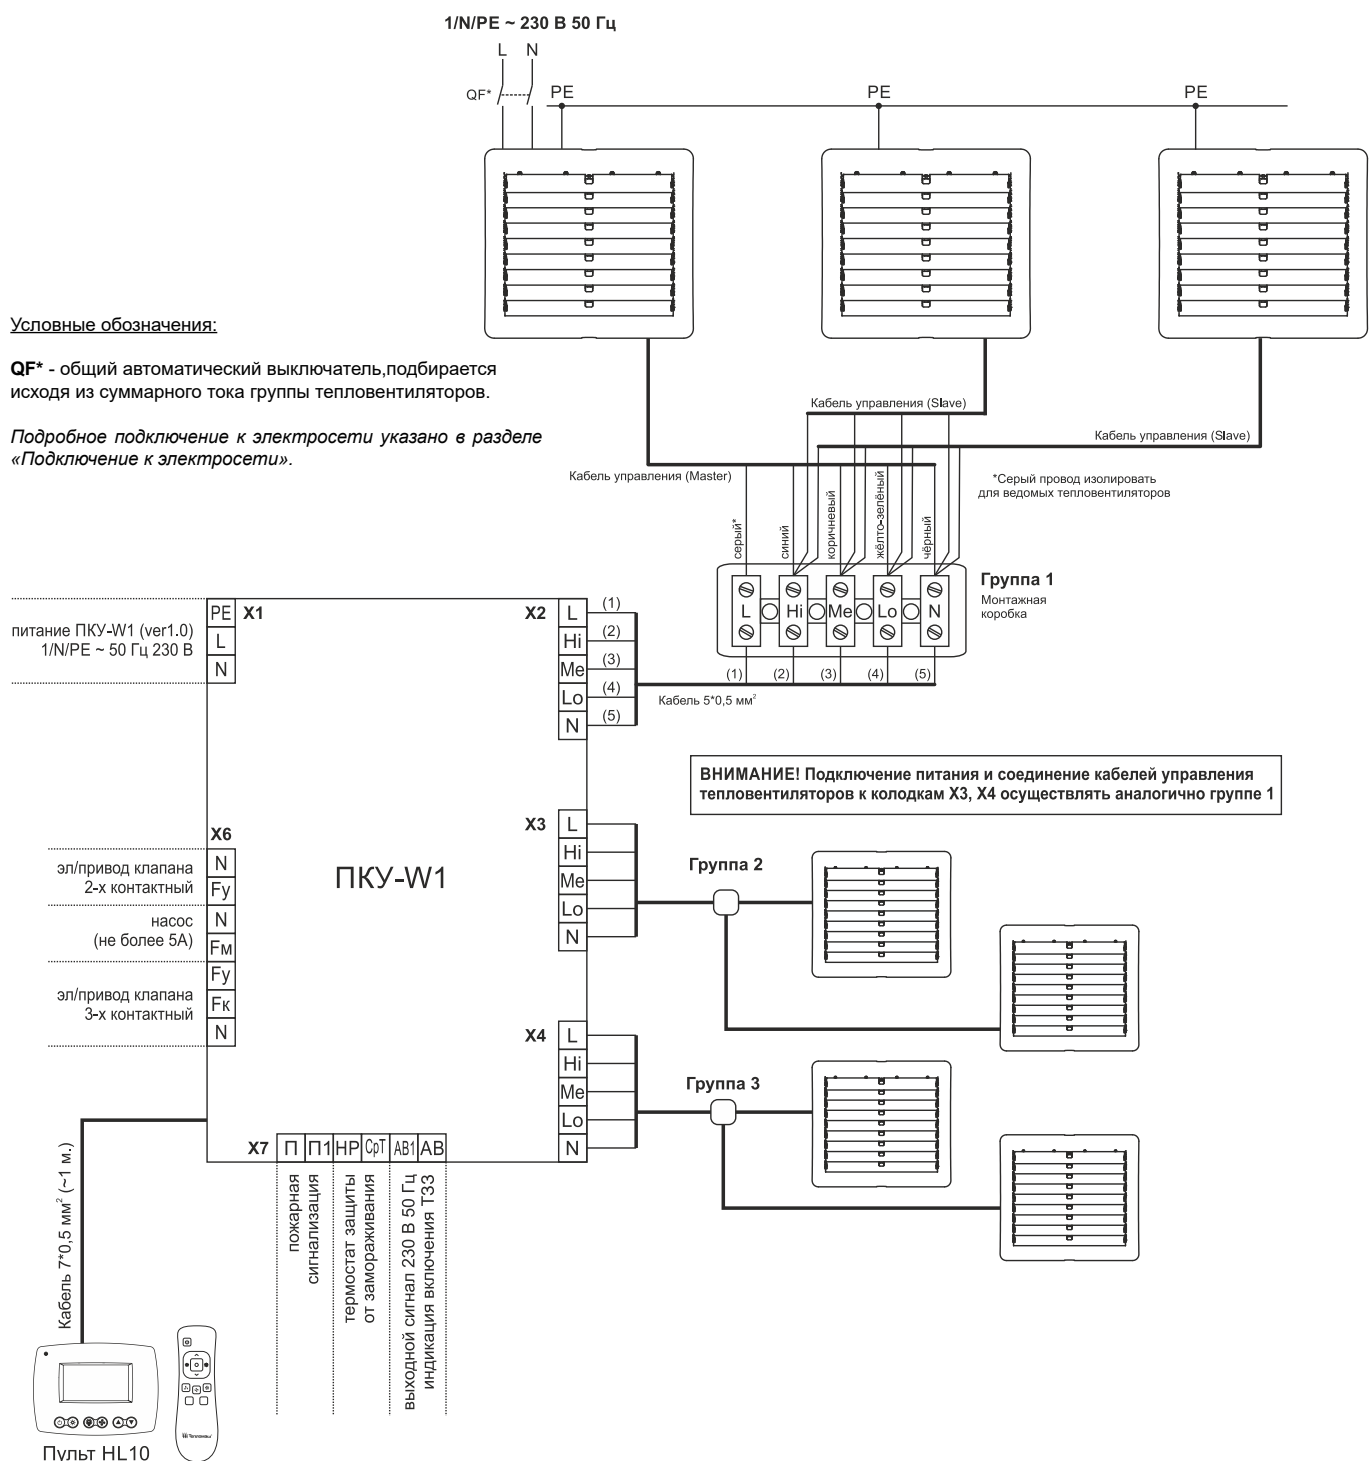 1/N/PE ~ 230 В 50 Гц
L N
QF* PE PE PE
Условные обозначения:
QF* - общий автоматический выключатель,подбирается
исходя из суммарного тока группы тепловентиляторов.
Подробное подключение к электросети указано в разделе
«Подключение к электросети».
Кабель управления (Slave)
Кабель управления (Slave)
Кабель управления (Master)
*Серый провод изолировать
для ведомых тепловентиляторов
серый*
синий
коричневый
жёлто-зелёный
чёрный
L Hi Me Lo N
Группа 1
Монтажная
коробка
(1) (2) (3) (4) (5)
Кабель 5*0,5 мм²
питание ПКУ-W1 (ver1.0)
1/N/PE ~ 50 Гц 230 В
PE X1
L
N
X2 L (1)
Hi (2)
Me (3)
Lo (4)
N (5)
ВНИМАНИЕ! Подключение питания и соединение кабелей управления
тепловентиляторов к колодкам X3, X4 осуществлять аналогично группе 1
ПКУ-W1
X6
эл/привод клапана
2-х контактный
N
Fу
насос
(не более 5А)
N
Fм
эл/привод клапана
3-х контактный
Fу
Fк
N
X3 L
Hi
Me
Lo
N
Группа 2
X4 L
Hi
Me
Lo
N
Группа 3
X7 П П1 НР СрТ АВ1 АВ
пожарная
сигнализация
термостат защиты
от замораживания
выходной сигнал 230 В 50 Гц
индикация включения ТЗЗ
Кабель 7*0,5 мм² (~1 м.)
Пульт HL10
Тепломаш